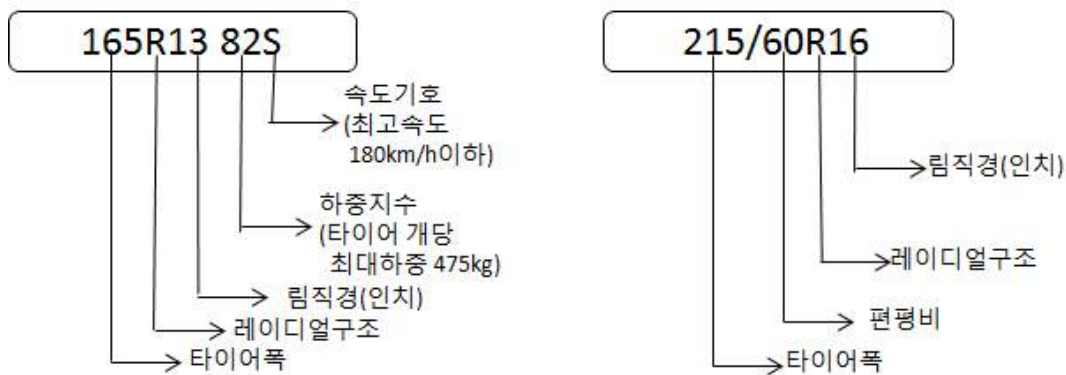 165R13 82S
속도기호
(최고속도
180km/h이하)
하중지수
(타이어 개당
최대하중 475kg)
림직경(인치)
레이디얼구조
타이어폭
215/60R16
림직경(인치)
레이디얼구조
편평비
타이어폭